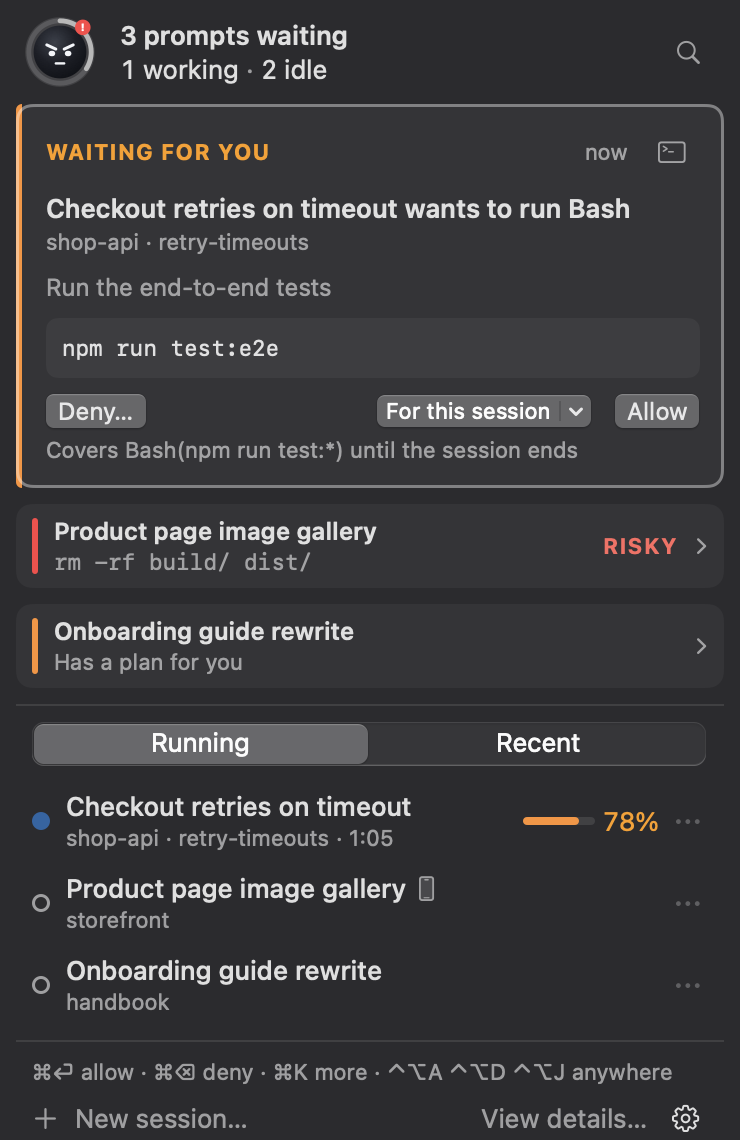 3 prompts waiting
1 working · 2 idle
WAITING FOR YOU
now
Checkout retries on timeout wants to run Bash
shop-api · retry-timeouts
Run the end-to-end tests
npm run test:e2e
Deny...
For this session
Allow
Covers Bash(npm run test:*) until the session ends
Product page image gallery
rm -rf build/ dist/
RISKY
Onboarding guide rewrite
Has a plan for you
Running
Recent
Checkout retries on timeout
shop-api · retry-timeouts · 1:05
78%
Product page image gallery
storefront
Onboarding guide rewrite
handbook
⌘⏎ allow · ⌘⌫ deny · ⌘K more · ⌃⌥A ⌃⌥D ⌃⌥J anywhere
+ New session...
View details...